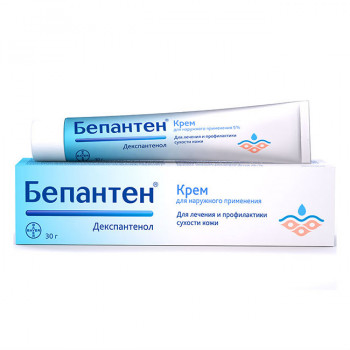 Бепантен®
Декспантенол
Крем
для наружного применения 5%
Для лечения и профилактики
сухости кожи
Бепантен®
Декспантенол
BAYER
30 г
Крем
для наружного применения
Для лечения и профилактики
сухости кожи